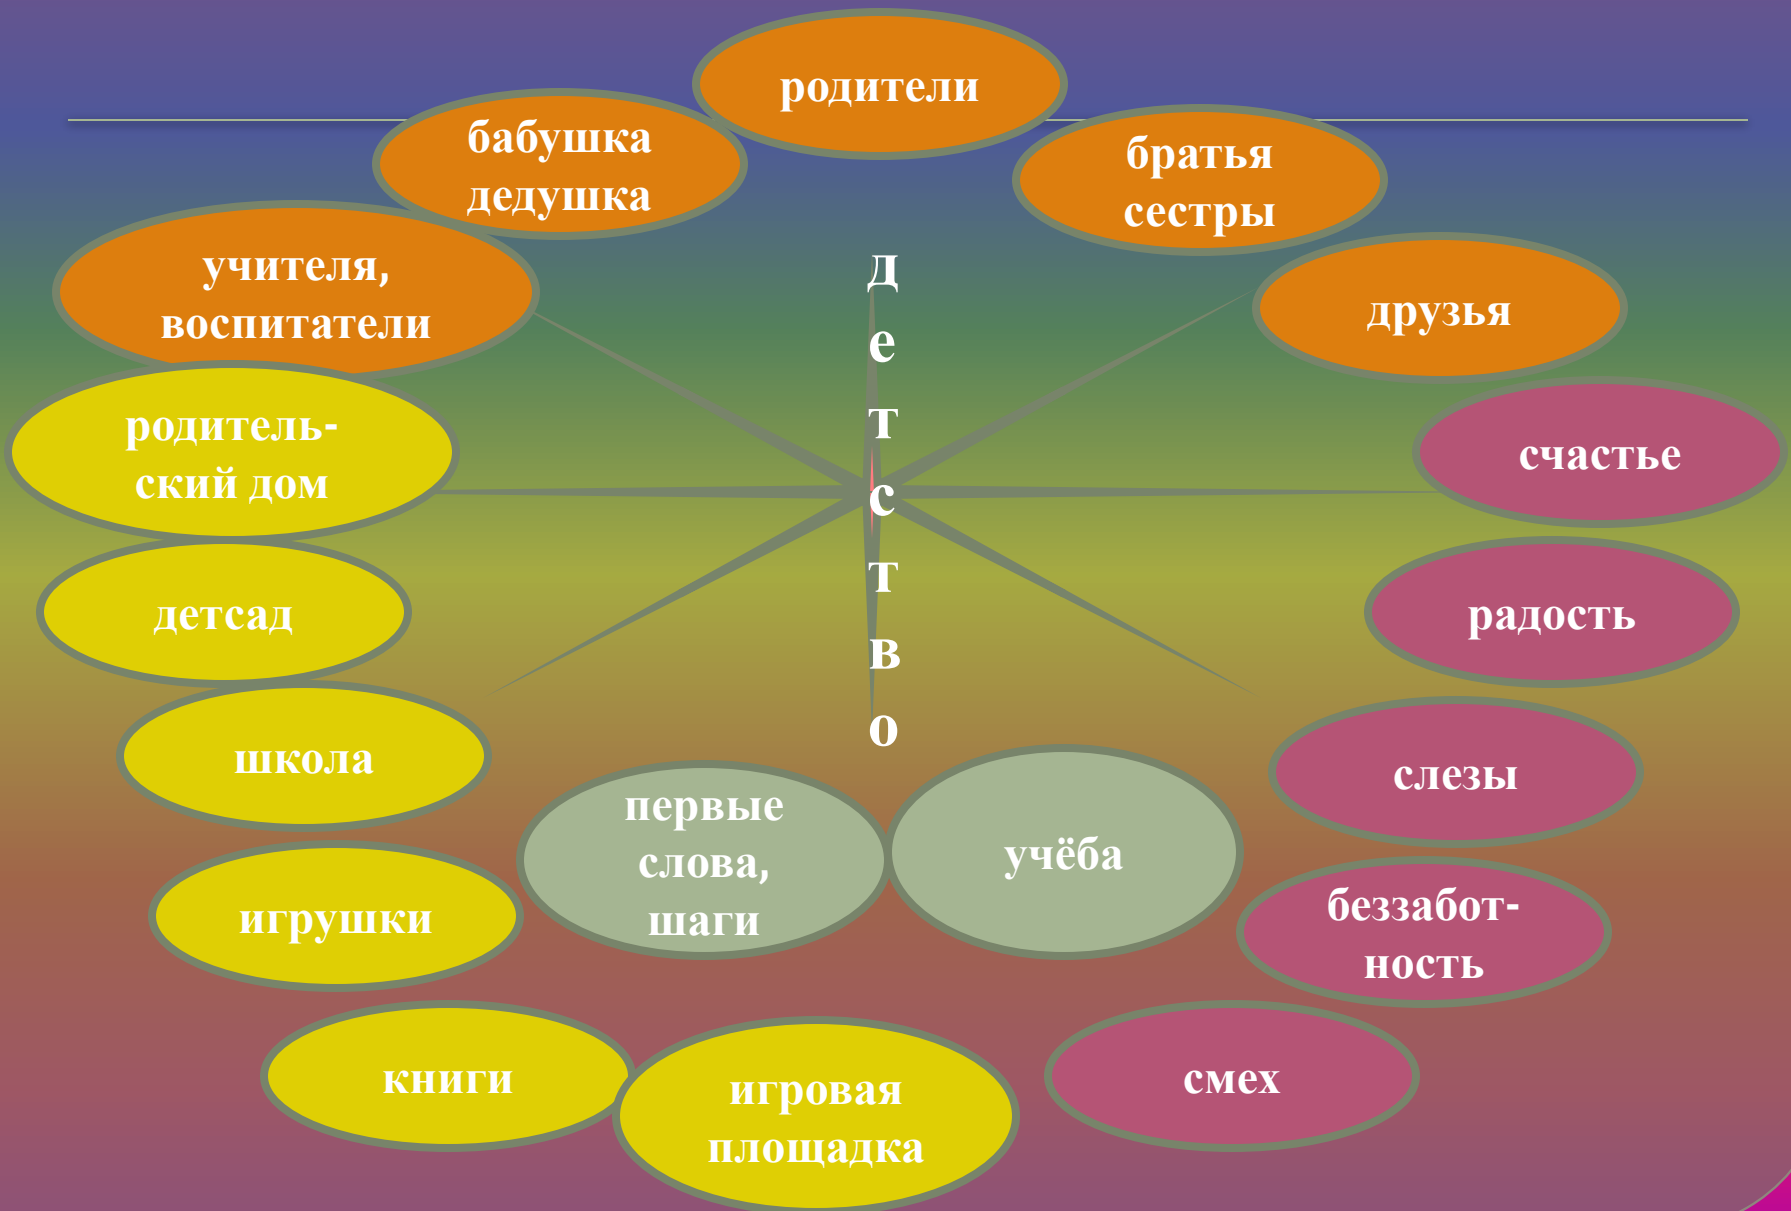 родители
бабушка
дедушка
братья
сестры
учителя,
воспитатели
друзья
д
е
т
с
т
в
о
родитель-
ский дом
счастье
детсад
радость
школа
слезы
первые
слова,
шаги
учёба
игрушки
беззабот-
ность
книги
игровая
площадка
смех